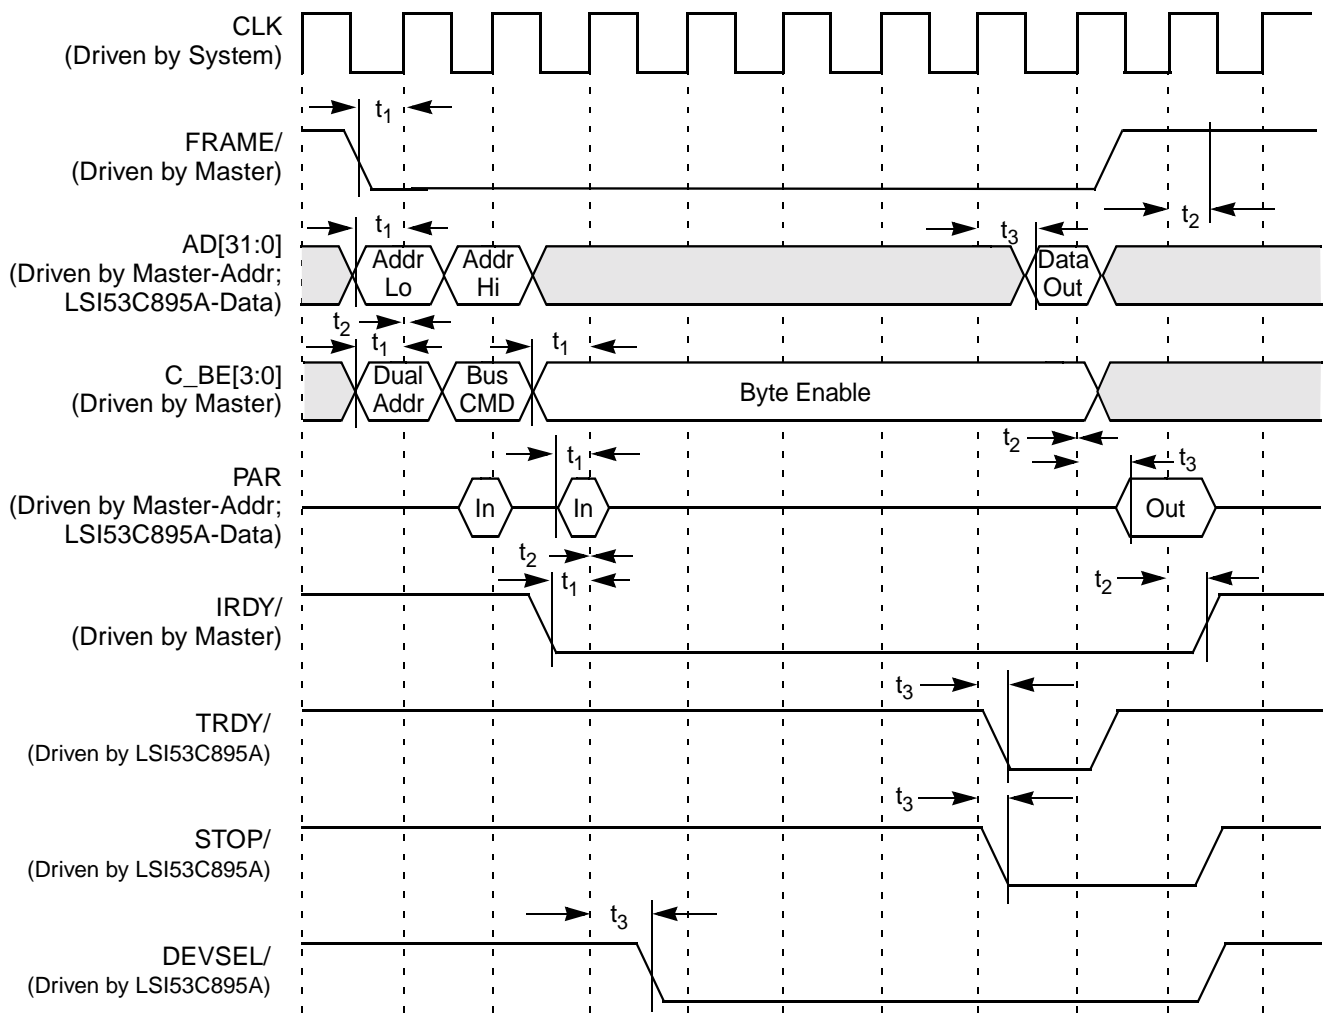 CLK
(Driven by System)
t1
FRAME/
(Driven by Master)
t2
t1
t3
AD[31:0]
(Driven by Master-Addr;
LSI53C895A-Data)
Addr
Lo
Addr
Hi
Data
Out
t2
t1
t1
C_BE[3:0]
(Driven by Master)
Dual
Addr
Bus
CMD
Byte Enable
t2
t1
t3
PAR
(Driven by Master-Addr;
LSI53C895A-Data)
In
In
Out
t2
t1
t2
IRDY/
(Driven by Master)
t3
TRDY/
(Driven by LSI53C895A)
t3
STOP/
(Driven by LSI53C895A)
t3
DEVSEL/
(Driven by LSI53C895A)